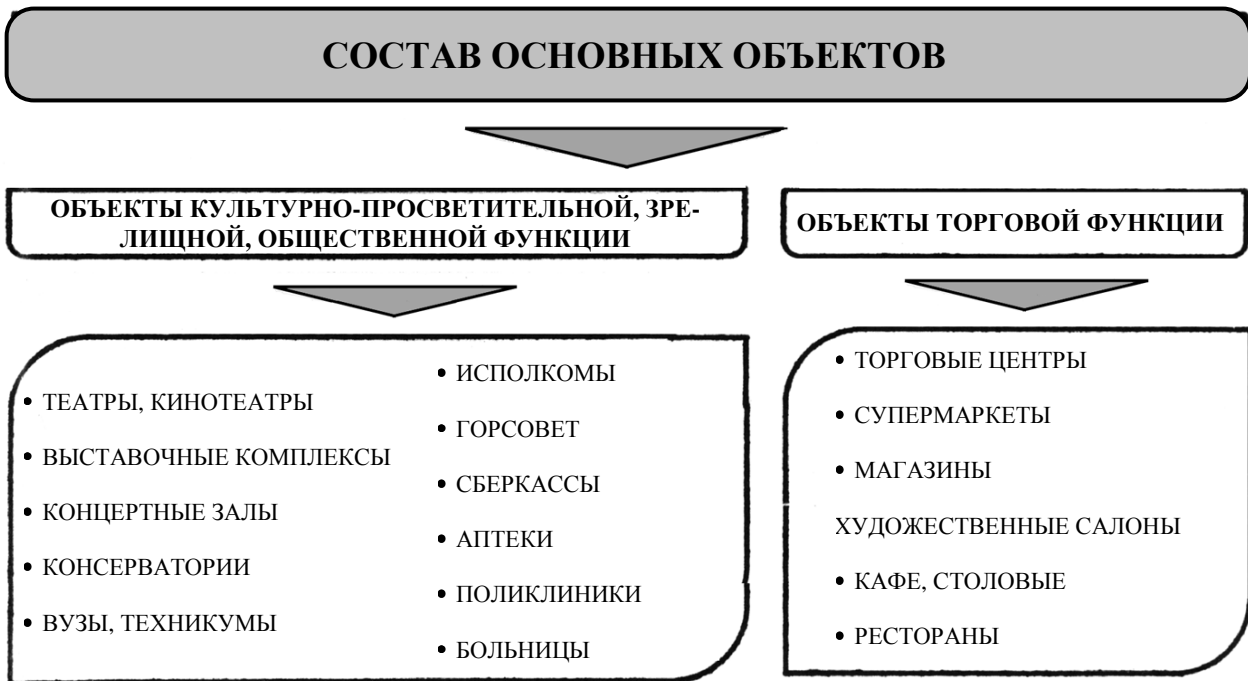 СОСТАВ ОСНОВНЫХ ОБЪЕКТОВ
ОБЪЕКТЫ КУЛЬТУРНО-ПРОСВЕТИТЕЛЬНОЙ, ЗРЕ-
ЛИЩНОЙ, ОБЩЕСТВЕННОЙ ФУНКЦИИ
• ТЕАТРЫ, КИНОТЕАТРЫ
• ВЫСТАВОЧНЫЕ КОМПЛЕКСЫ
• КОНЦЕРТНЫЕ ЗАЛЫ
• КОНСЕРВАТОРИИ
• ВУЗЫ, ТЕХНИКУМЫ
• ИСПОЛКОМЫ
• ГОРСОВЕТ
• СБЕРКАССЫ
• АПТЕКИ
• ПОЛИКЛИНИКИ
• БОЛЬНИЦЫ
ОБЪЕКТЫ ТОРГОВОЙ ФУНКЦИИ
• ТОРГОВЫЕ ЦЕНТРЫ
• СУПЕРМАРКЕТЫ
• МАГАЗИНЫ
ХУДОЖЕСТВЕННЫЕ САЛОНЫ
• КАФЕ, СТОЛОВЫЕ
• РЕСТОРАНЫ